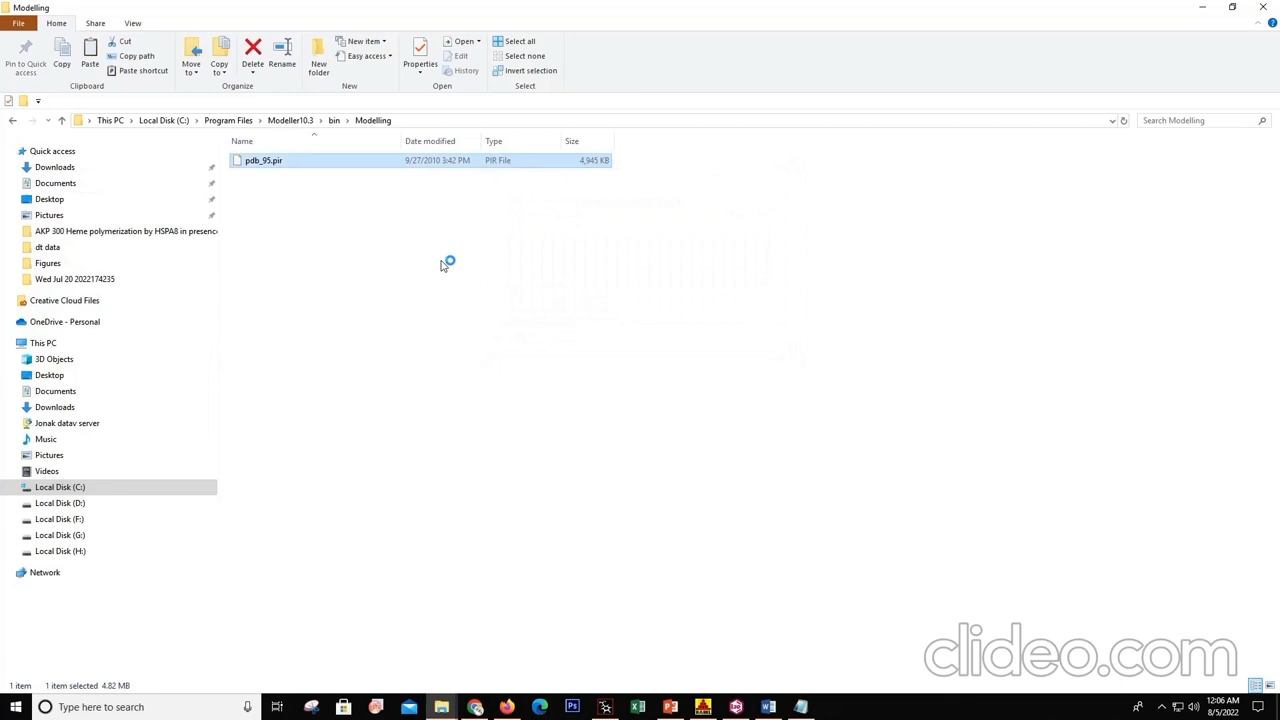 Modelling
File Home Share View
Pin to Quick access
Copy
Paste
Cut
Copy path
Paste shortcut
Move to
Copy to
Delete
Rename
New folder
New item
Easy access
Properties
Open
Edit
History
Select all
Select none
Invert selection
Clipboard Organize New Open Select
This PC > Local Disk (C:) > Program Files > Modeller10.3 > bin > Modelling
Search Modelling
Name Date modified Type Size
pdb_95.pir 9/27/2010 3:42 PM PIR File 4,945 KB
Quick access
Downloads
Documents
Desktop
Pictures
AKP 300 Heme polymerization by HSPA8 in presence
dt data
Figures
Wed Jul 20 2022174235
Creative Cloud Files
OneDrive - Personal
This PC
3D Objects
Desktop
Documents
Downloads
Jonak datav server
Music
Pictures
Videos
Local Disk (C:)
Local Disk (D:)
Local Disk (F:)
Local Disk (G:)
Local Disk (H:)
Network
clideo.com
1 item 1 item selected 4.82 MB
Type here to search
12:06 AM
8/5/2022